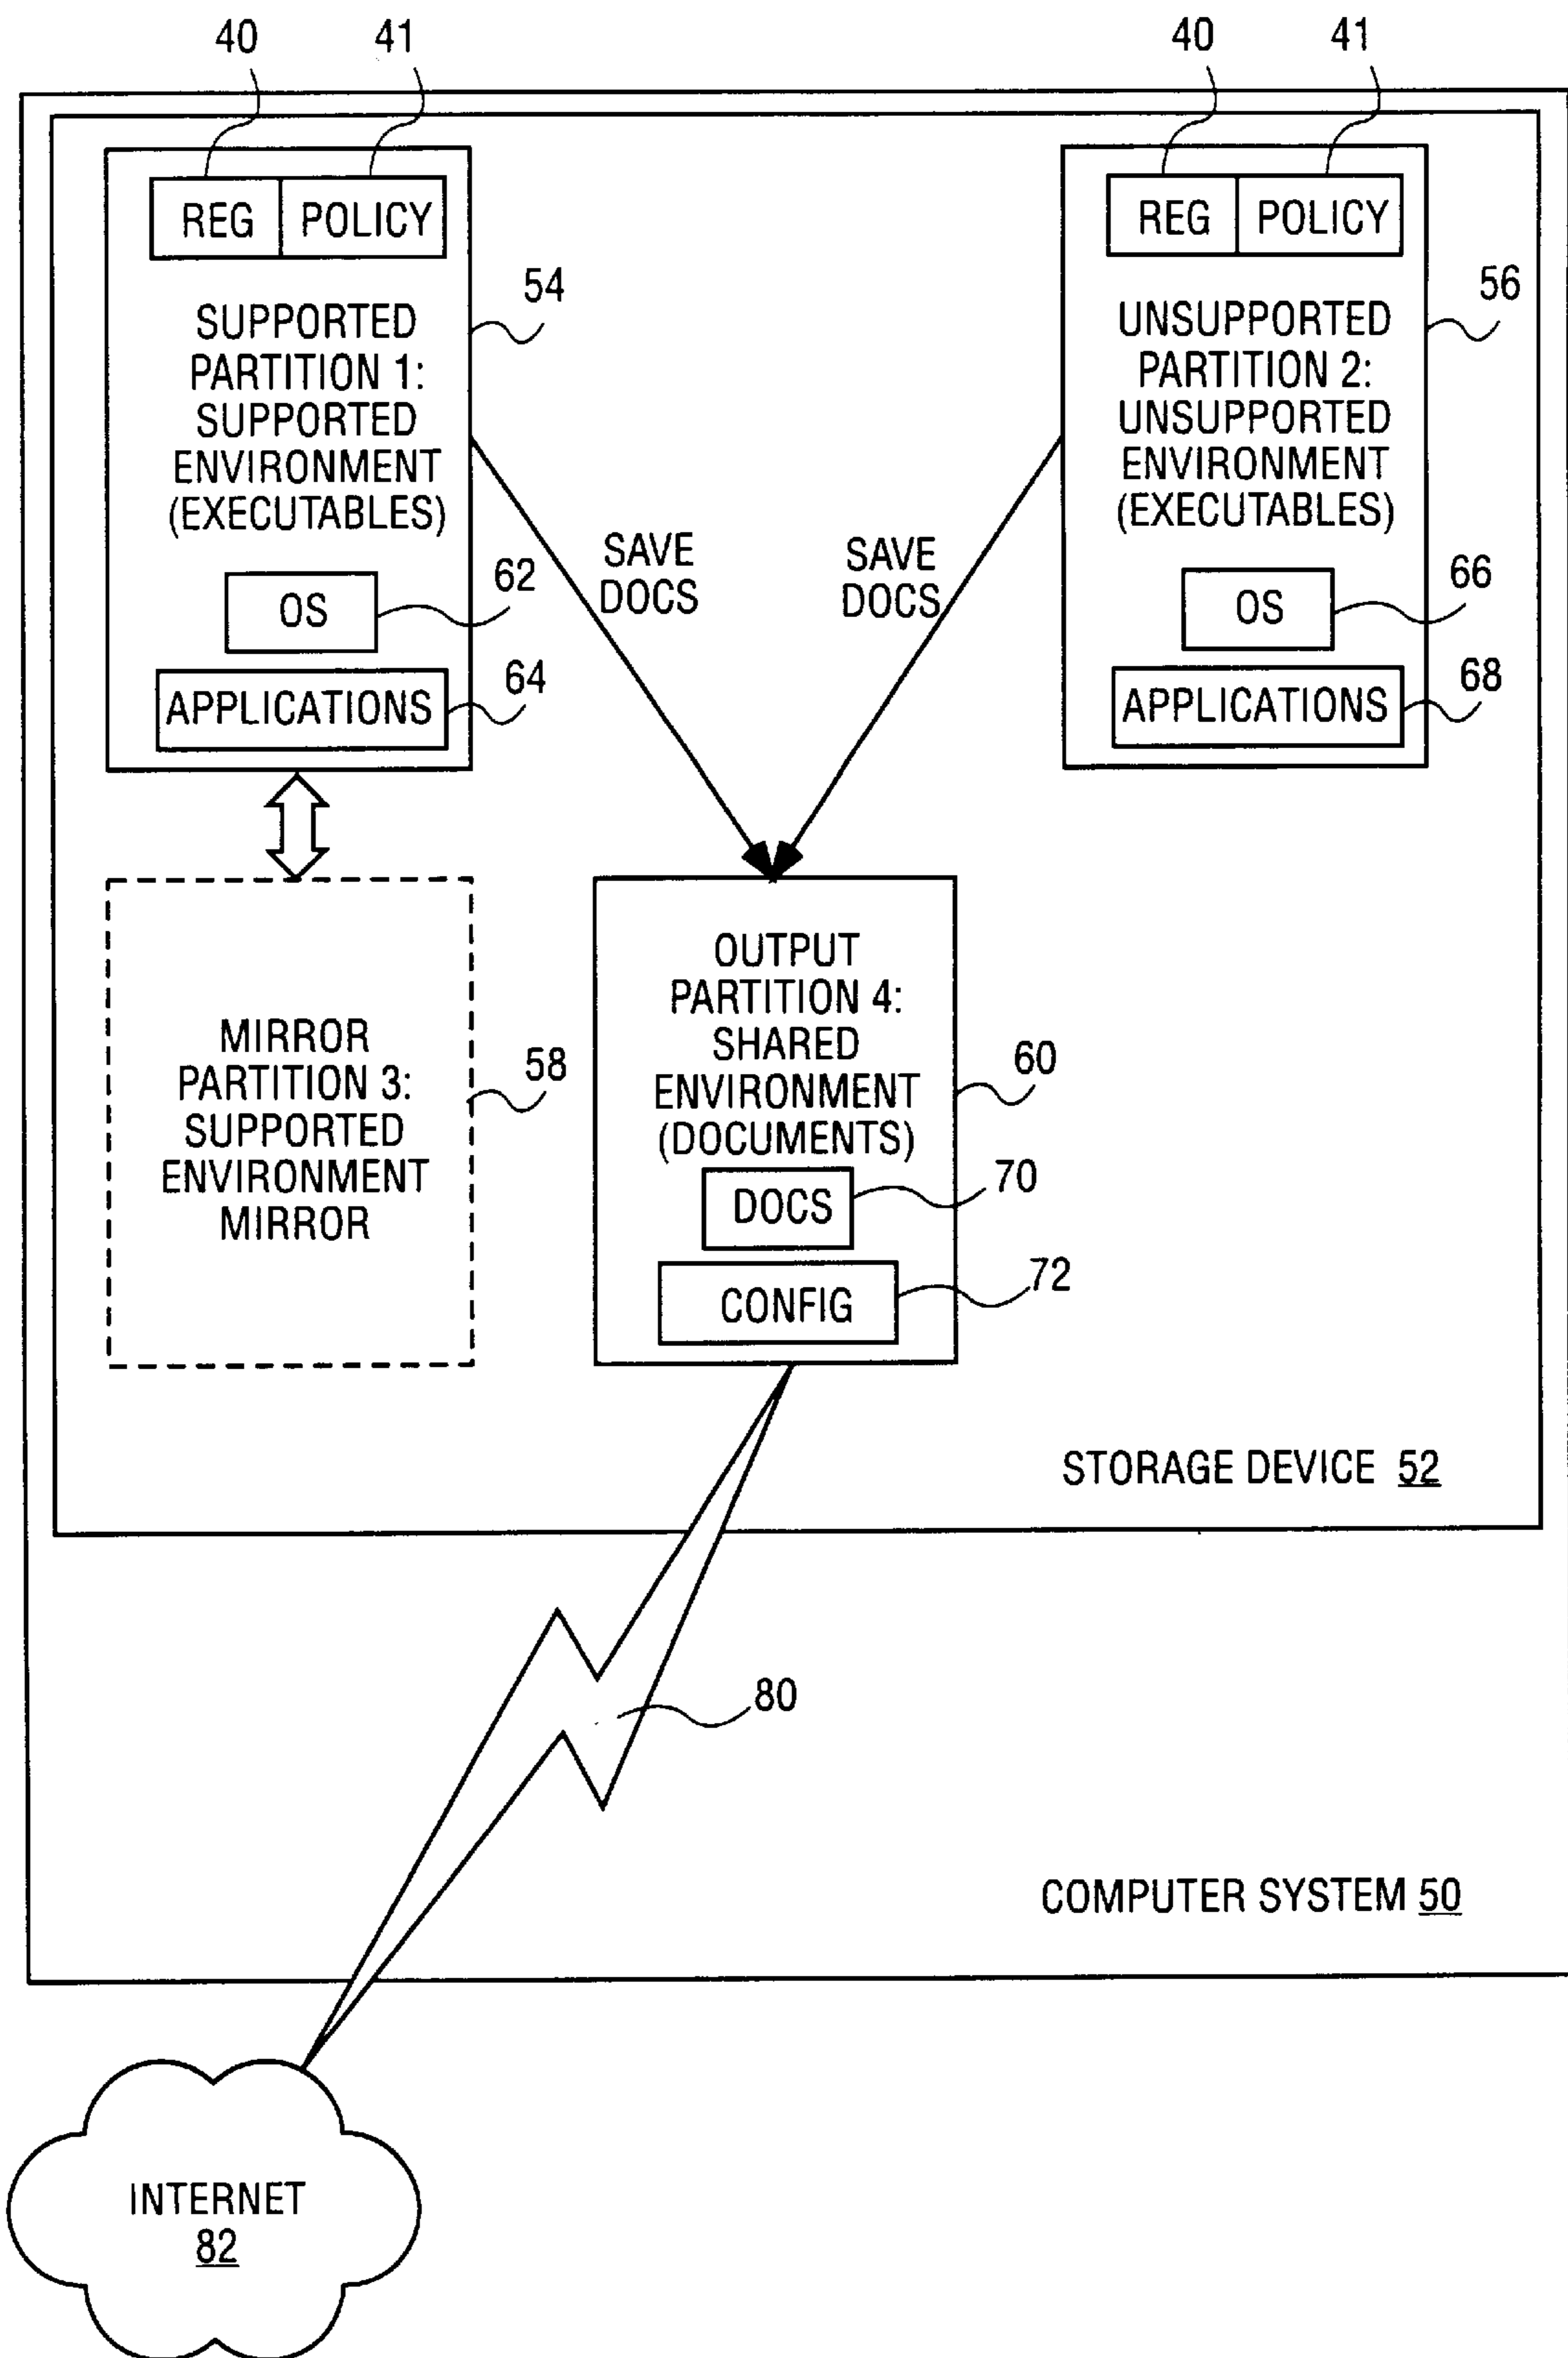 40
41
40
41
REG
POLICY
REG
POLICY
SUPPORTED
PARTITION 1:
SUPPORTED
ENVIRONMENT
(EXECUTABLES)
54
UNSUPPORTED
PARTITION 2:
UNSUPPORTED
ENVIRONMENT
(EXECUTABLES)
56
SAVE
DOCS
SAVE
DOCS
OS
62
OS
66
APPLICATIONS
64
APPLICATIONS
68
MIRROR
PARTITION 3:
SUPPORTED
ENVIRONMENT
MIRROR
58
OUTPUT
PARTITION 4:
SHARED
ENVIRONMENT
(DOCUMENTS)
60
DOCS
70
CONFIG
72
STORAGE DEVICE 52
80
COMPUTER SYSTEM 50
INTERNET
82